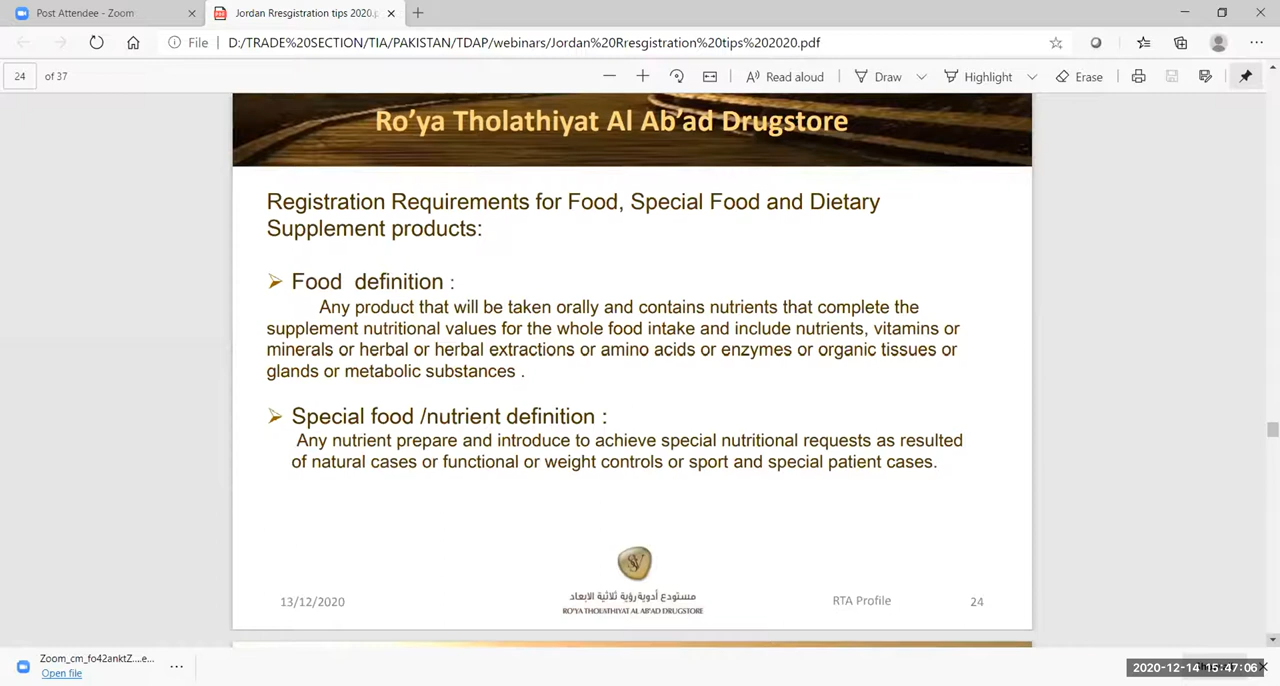 Post Attendee - Zoom
Jordan Rresgistration tips 2020.p
File
D:/TRADE%20SECTION/TIA/PAKISTAN/TDAP/webinars/Jordan%20Rresgistration%20tips%202020.pdf
24 of 37
Read aloud
Draw
Highlight
Erase
Ro'ya Tholathiyat Al Ab'ad Drugstore
Registration Requirements for Food, Special Food and Dietary
Supplement products:
➢ Food definition :
Any product that will be taken orally and contains nutrients that complete the
supplement nutritional values for the whole food intake and include nutrients, vitamins or
minerals or herbal or herbal extractions or amino acids or enzymes or organic tissues or
glands or metabolic substances .
➢ Special food /nutrient definition :
Any nutrient prepare and introduce to achieve special nutritional requests as resulted
of natural cases or functional or weight controls or sport and special patient cases.
مستودع أدوية رؤية ثلاثية الابعاد
RO'YA THOLATHIYAT AL AB'AD DRUGSTORE
13/12/2020
RTA Profile
24
Zoom_cm_fo42anktZ....e...
Open file
2020-12-14 15:47:06